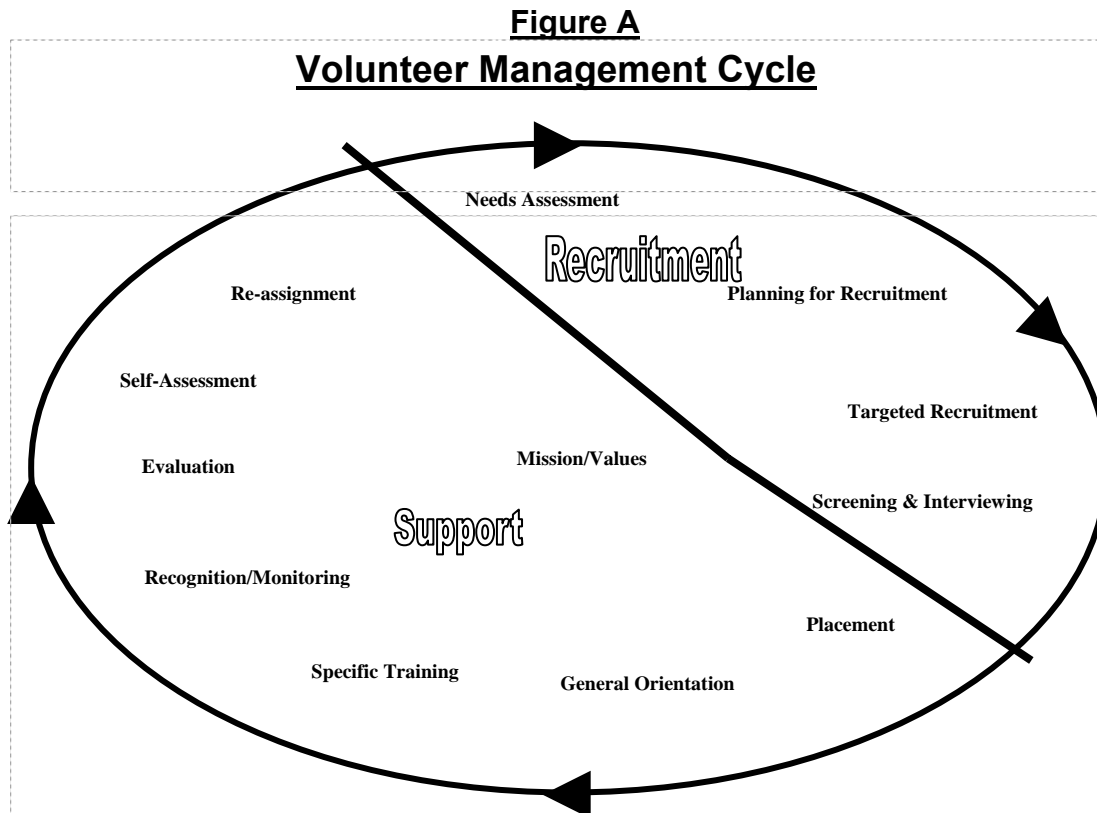 Figure A
Volunteer Management Cycle
Needs Assessment
Recruitment
Re-assignment
Planning for Recruitment
Self-Assessment
Targeted Recruitment
Mission/Values
Evaluation
Screening & Interviewing
Support
Recognition/Monitoring
Placement
Specific Training
General Orientation